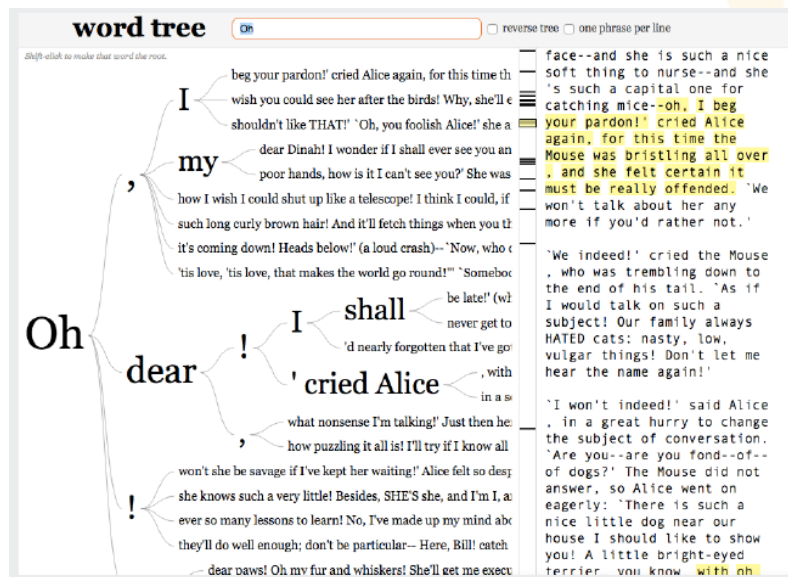 word tree
Oh
reverse tree
one phrase per line
Shift-click to make that word the root.
Oh
,
I
beg your pardon!' cried Alice again, for this time th
wish you could see her after the birds! Why, she'll e
shouldn't like THAT!' `Oh, you foolish Alice!' she a
my
dear Dinah! I wonder if I shall ever see you an
poor hands, how is it I can't see you?' She was
how I wish I could shut up like a telescope! I think I could, if
such long curly brown hair! And it'll fetch things when you th
it's coming down! Heads below!' (a loud crash)--`Now, who
'tis love, 'tis love, that makes the world go round!"' `Someboc
dear
!
I
shall
be late!' (wh
never get to
'd nearly forgotten that I've go
' cried Alice
, with
in a s
,
what nonsense I'm talking!' Just then he
how puzzling it all is! I'll try if I know all
!
won't she be savage if I've kept her waiting!' Alice felt so desp
she knows such a very little! Besides, SHE'S she, and I'm I, a
ever so many lessons to learn! No, I've made up my mind abo
they'll do well enough; don't be particular-- Here, Bill! catch
dear paws! Oh my fur and whiskers! She'll get me execu
face--and she is such a nice
soft thing to nurse--and she
's such a capital one for
catching mice--oh, I beg
your pardon!' cried Alice
again, for this time the
Mouse was bristling all over
, and she felt certain it
must be really offended. `We
won't talk about her any
more if you'd rather not.'
`We indeed!' cried the Mouse
, who was trembling down to
the end of his tail. `As if
I would talk on such a
subject! Our family always
HATED cats: nasty, low,
vulgar things! Don't let me
hear the name again!'
`I won't indeed!' said Alice
, in a great hurry to change
the subject of conversation.
`Are you--are you fond--of--
of dogs?' The Mouse did not
answer, so Alice went on
eagerly: `There is such a
nice little dog near our
house I should like to show
you! A little bright-eyed
terrier, you know, with oh